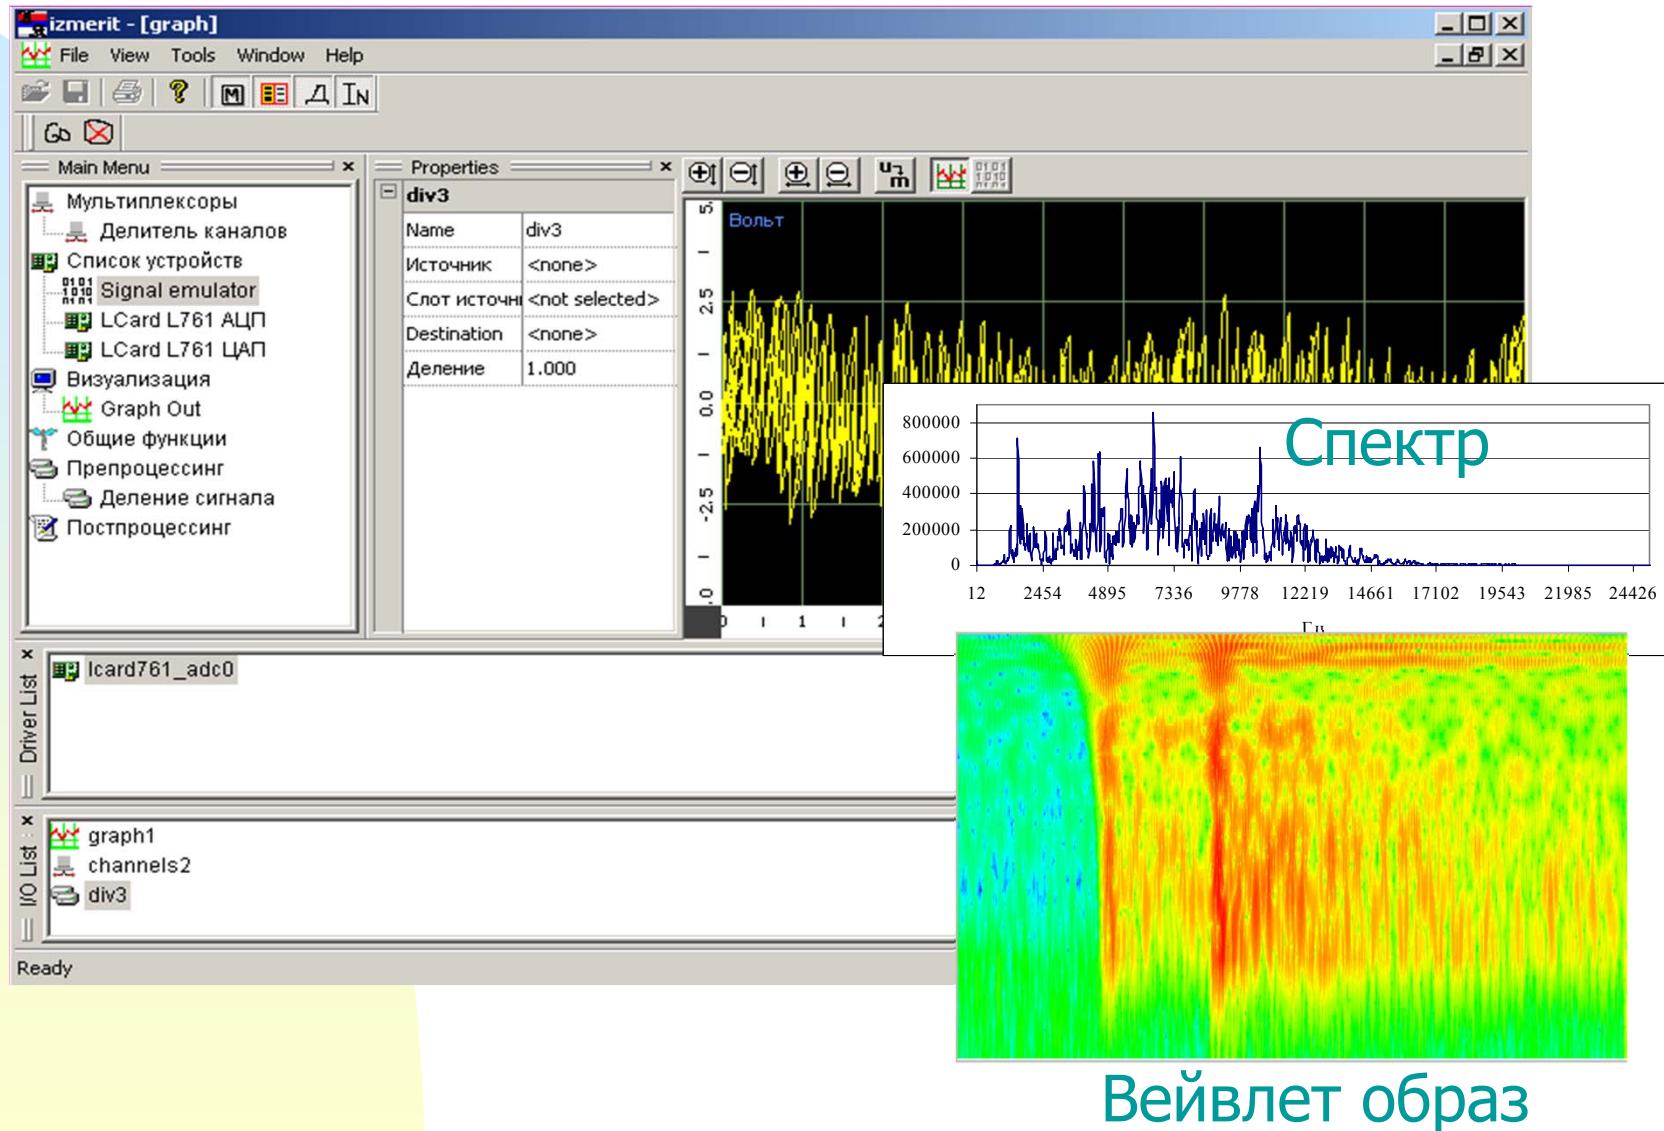 izmerit - [graph]
File View Tools Window Help
Main Menu
Мультиплексоры
Делитель каналов
Список устройств
Signal emulator
LCard L761 АЦП
LCard L761 ЦАП
Визуализация
Graph Out
Общие функции
Препроцессинг
Деление сигнала
Постпроцессинг
Properties
div3
Name div3
Источник <none>
Слот источни <not selected>
Destination <none>
Деление 1.000
Вольт
5.
2.5
0.0
-2.5
.0
1
Спектр
800000
600000
400000
200000
0
12 2454 4895 7336 9778 12219 14661 17102 19543 21985 24426
Driver List
lcard761_adc0
I/O List
graph1
channels2
div3
Ready
Вейвлет образ